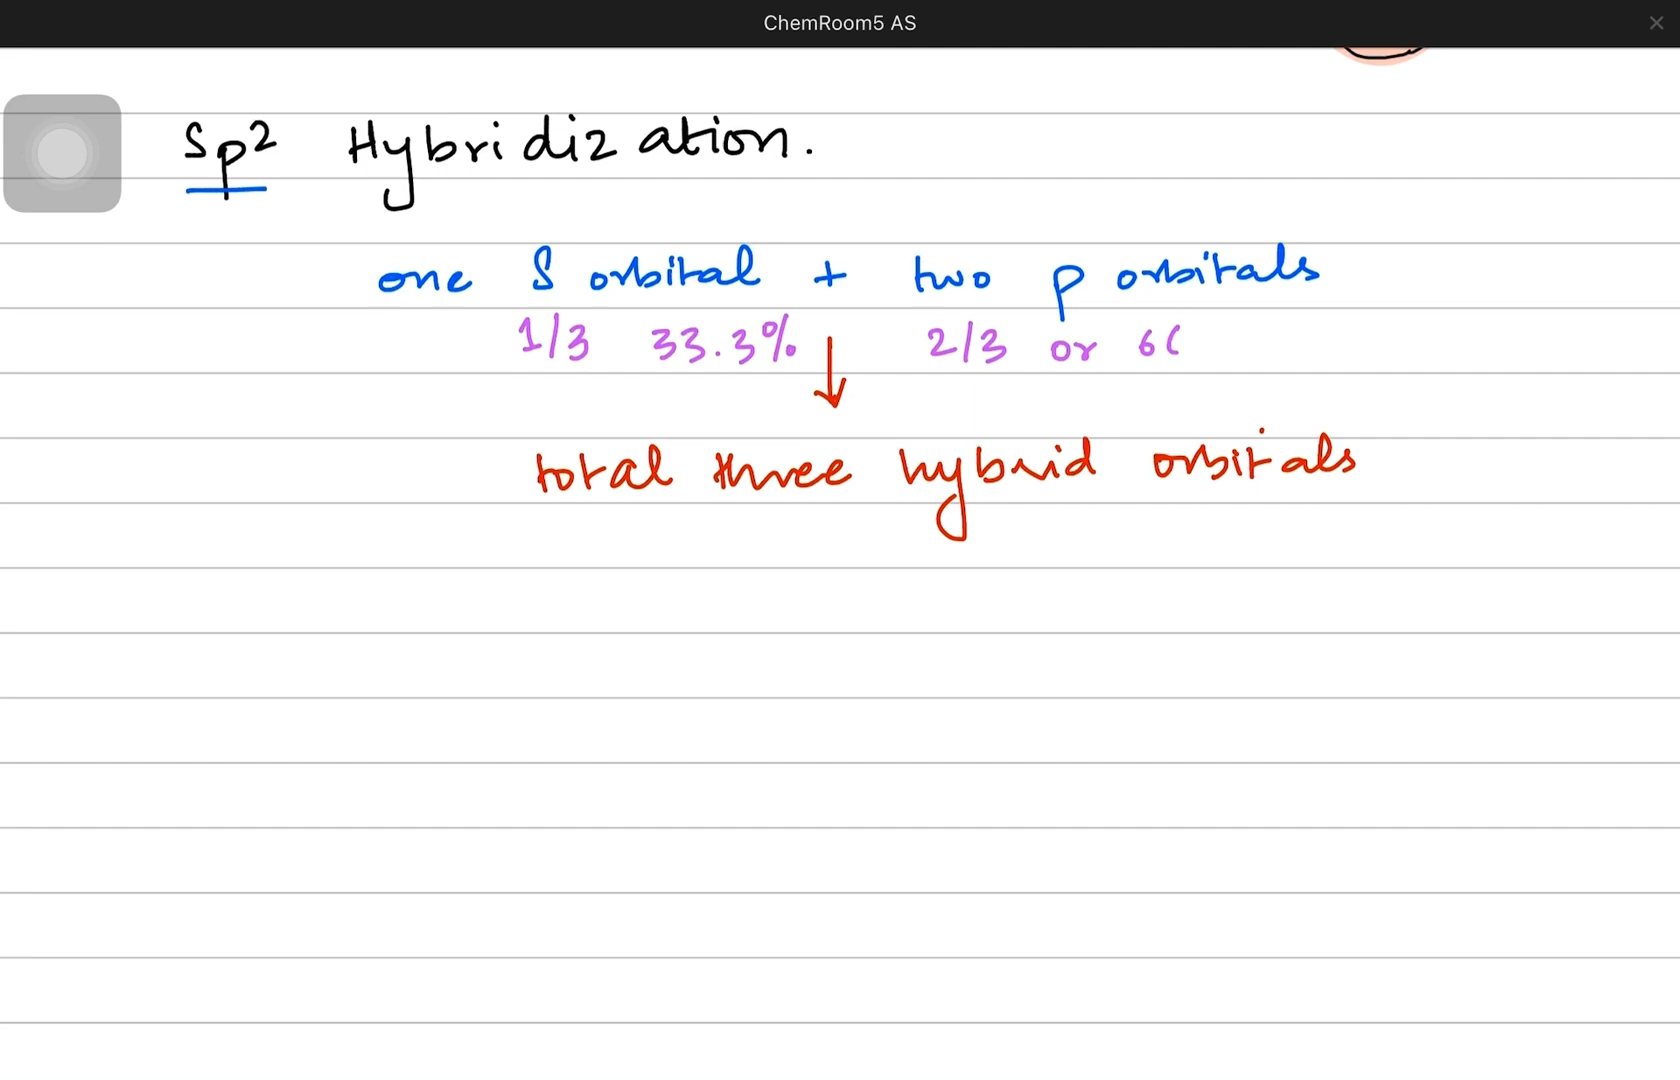 ChemRoom5 AS
Sp2 Hybridization.
one S orbital + two p orbitals
1/3 33.3% 2/3 or 6
total three hybrid orbitals